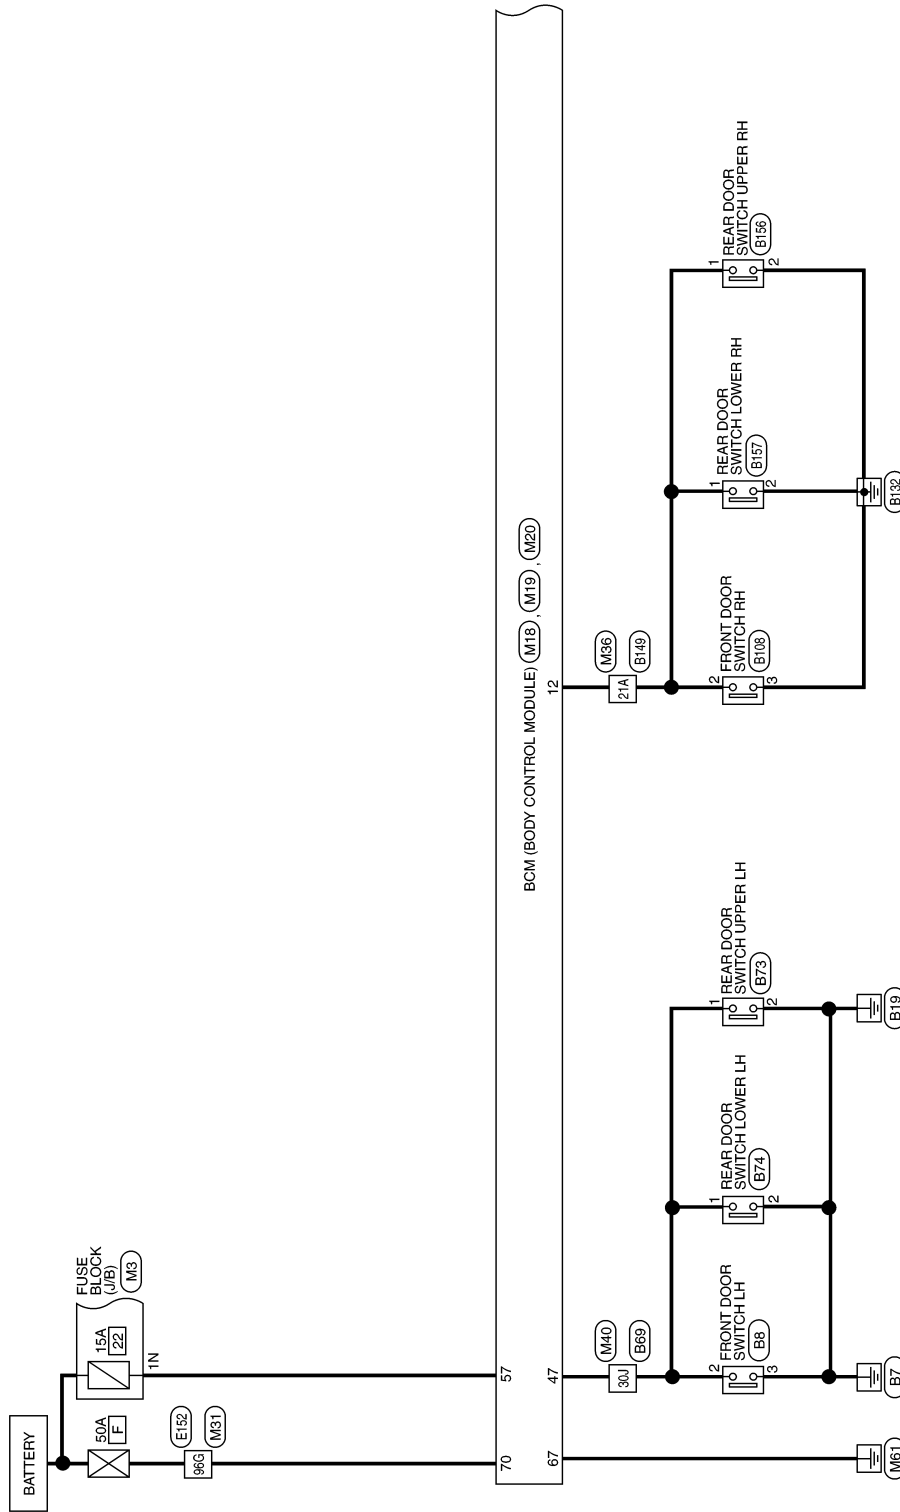 BATTERY
50A
F
E152
96G
M31
FUSE
BLOCK
(J/B)
M3
15A
22
1N
70
57
BCM (BODY CONTROL MODULE) M18 , M19 , M20
67
47
12
M61
M40
30J
B69
2
FRONT DOOR
SWITCH LH
B8
3
B7
1
REAR DOOR
SWITCH LOWER LH
B74
2
1
REAR DOOR
SWITCH UPPER LH
B73
2
B19
M36
21A
B149
2
FRONT DOOR
SWITCH RH
B108
3
1
REAR DOOR
SWITCH LOWER RH
B157
2
B132
1
REAR DOOR
SWITCH UPPER RH
B156
2